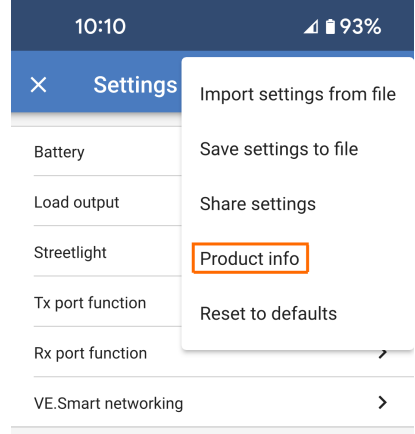 10:10 93%
Settings
Import settings from file
Save settings to file
Share settings
Product info
Reset to defaults
Battery
Load output
Streetlight
Tx port function
Rx port function
VE.Smart networking